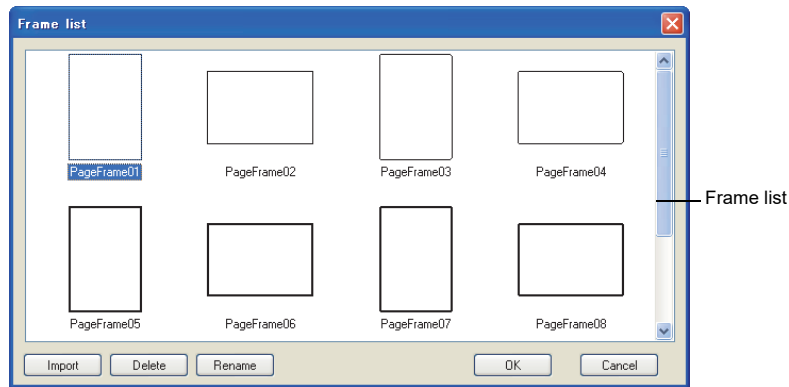 Frame list
PageFrame01 PageFrame02 PageFrame03 PageFrame04
Frame list
PageFrame05 PageFrame06 PageFrame07 PageFrame08
Import Delete Rename OK Cancel